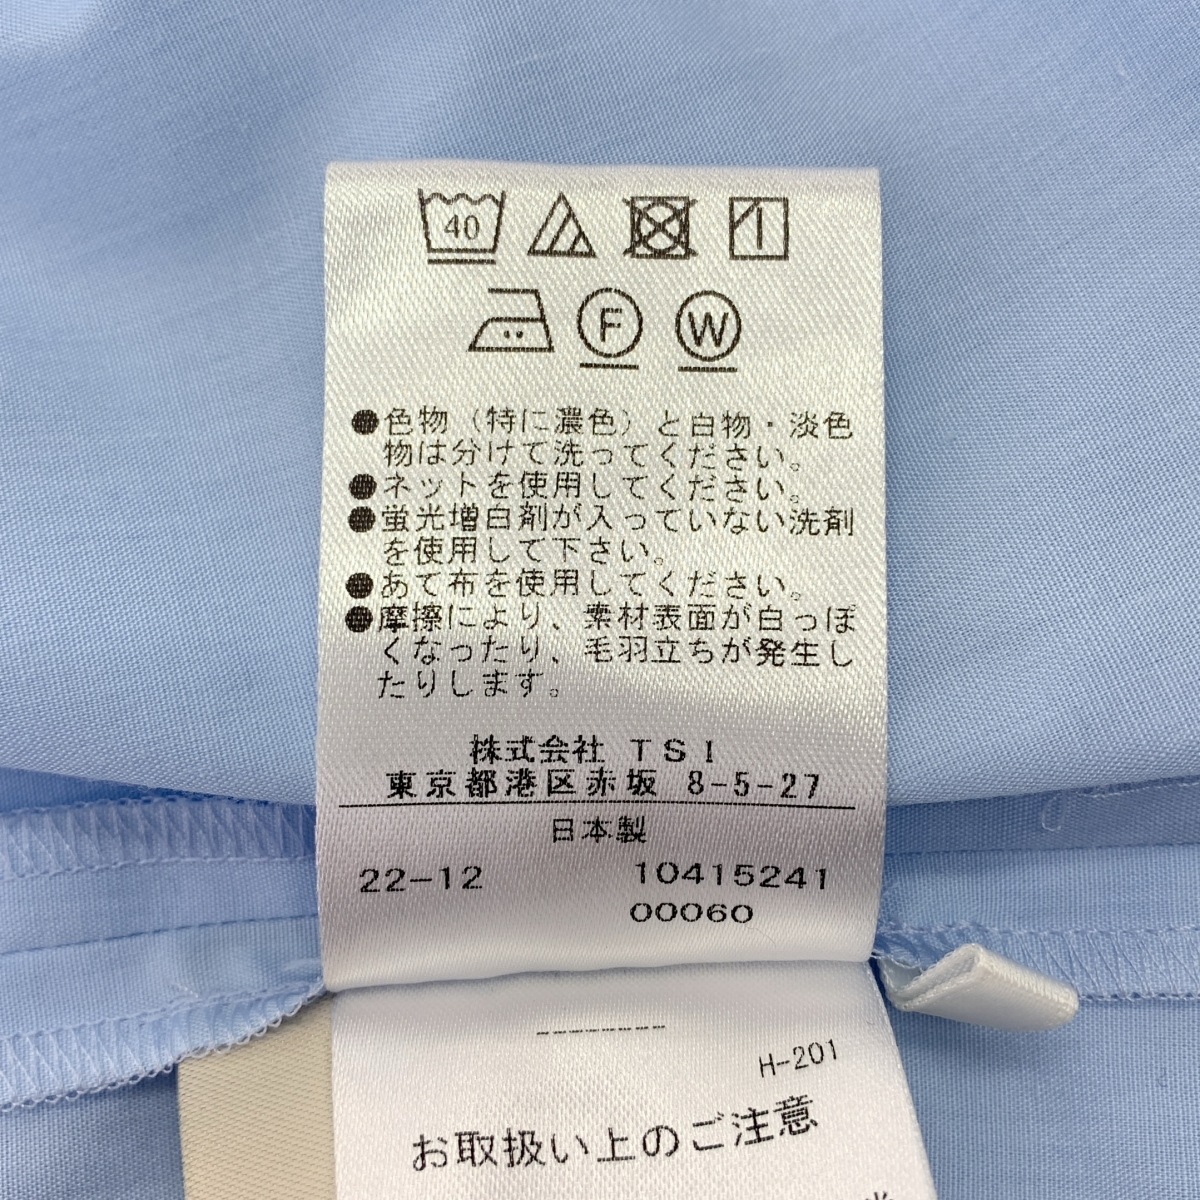 40
F W
●色物（特に濃色）と白物・淡色
物は分けて洗ってください。
●ネットを使用してください。
●蛍光増白剤が入っていない洗剤
を使用して下さい。
●あて布を使用してください。
●摩擦により、素材表面が白っぽ
くなったり、毛羽立ちが発生し
たりします。
株式会社 TSI
東京都港区赤坂 8-5-27
日本製
22-12 10415241
00060
H-201
お取扱い上のご注意